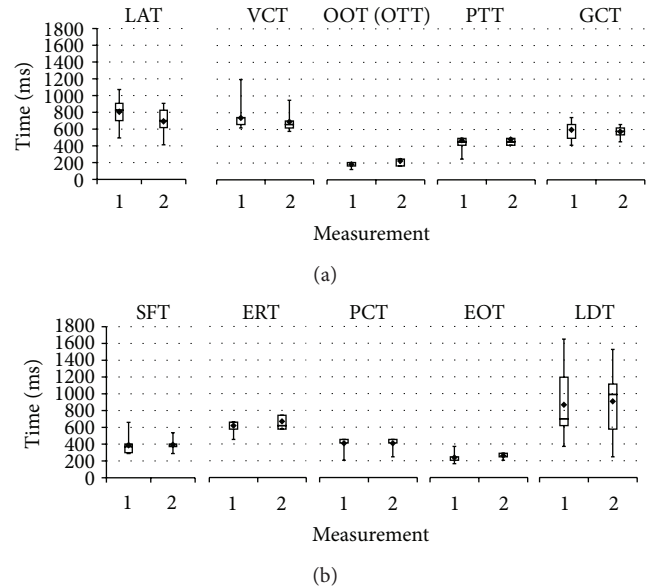 LAT VCT OOT (OTT) PTT GCT
1800
1600
1400
1200
1000
800
600
400
200
0
Time (ms)
1 2 1 2 1 2 1 2 1 2
Measurement
(a)
SFT ERT PCT EOT LDT
1800
1600
1400
1200
1000
800
600
400
200
0
Time (ms)
1 2 1 2 1 2 1 2 1 2
Measurement
(b)